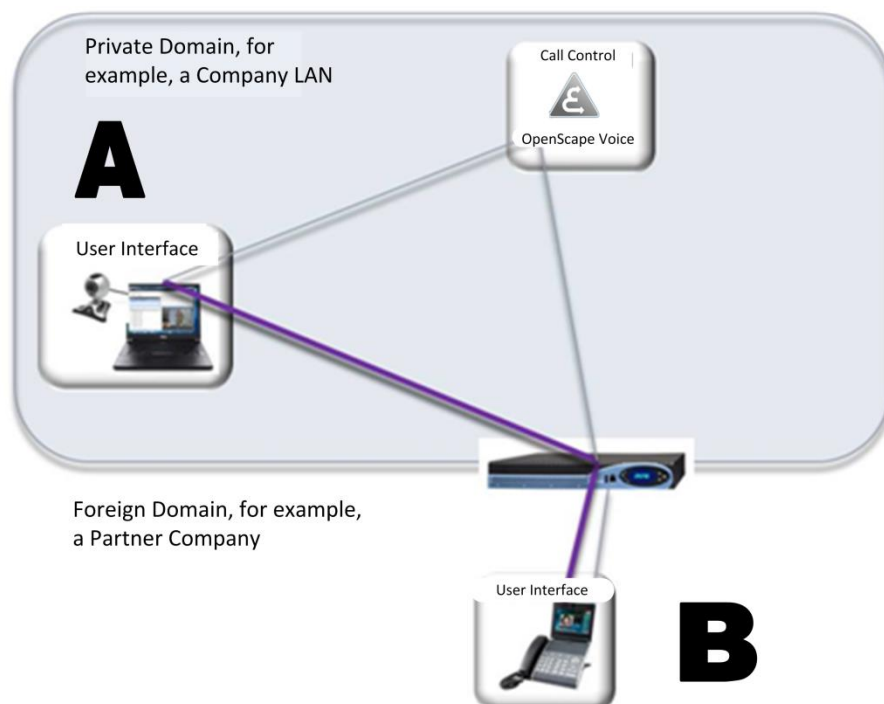 Private Domain, for
example, a Company LAN
Call Control
OpenScape Voice
A
User Interface
Foreign Domain, for example,
a Partner Company
User Interface
B